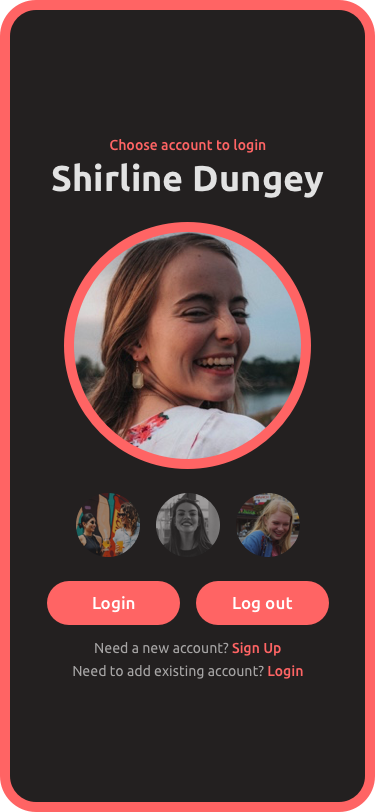 Choose account to login
Shirline Dungey
Login
Log out
Need a new account? Sign Up
Need to add existing account? Login